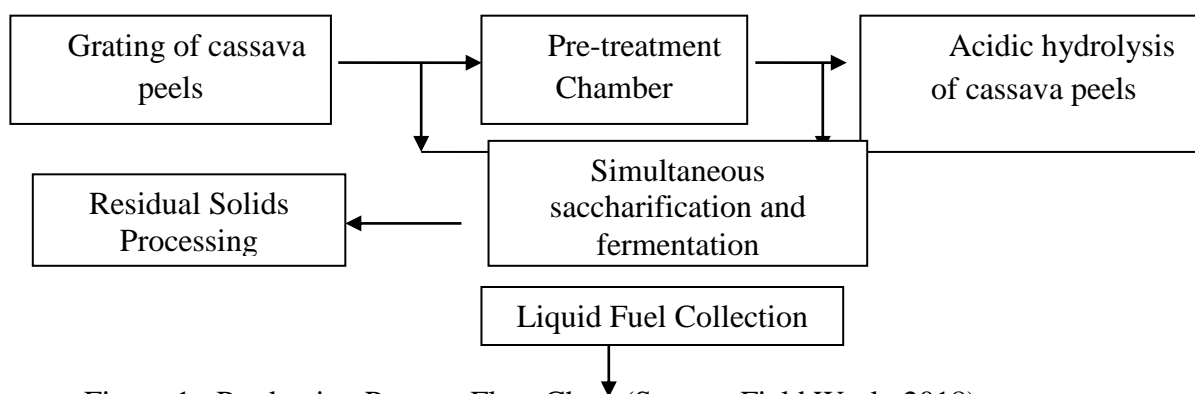 Grating of cassava
peels
Pre-treatment
Chamber
Acidic hydrolysis
of cassava peels
Simultaneous
saccharification and
fermentation
Residual Solids
Processing
Liquid Fuel Collection